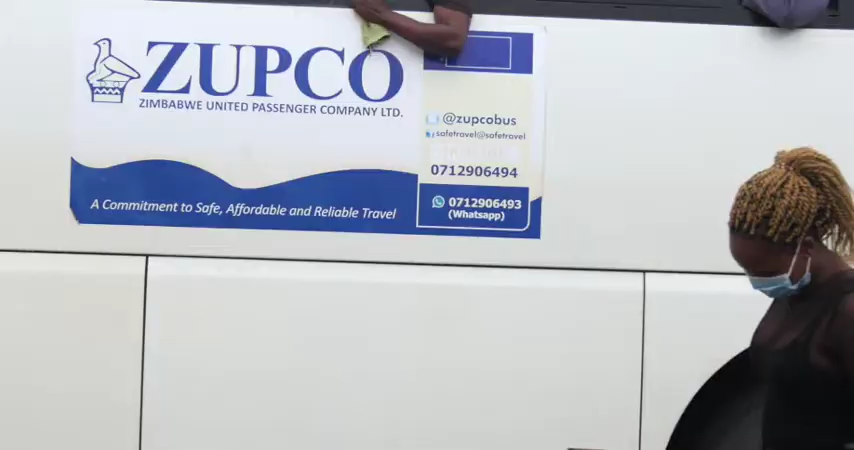 ZUPCO
ZIMBABWE UNITED PASSENGER COMPANY LTD.
A Commitment to Safe, Affordable and Reliable Travel
@zupcobus
safetravel@safetravel
0712906494
0712906493
(Whatsapp)